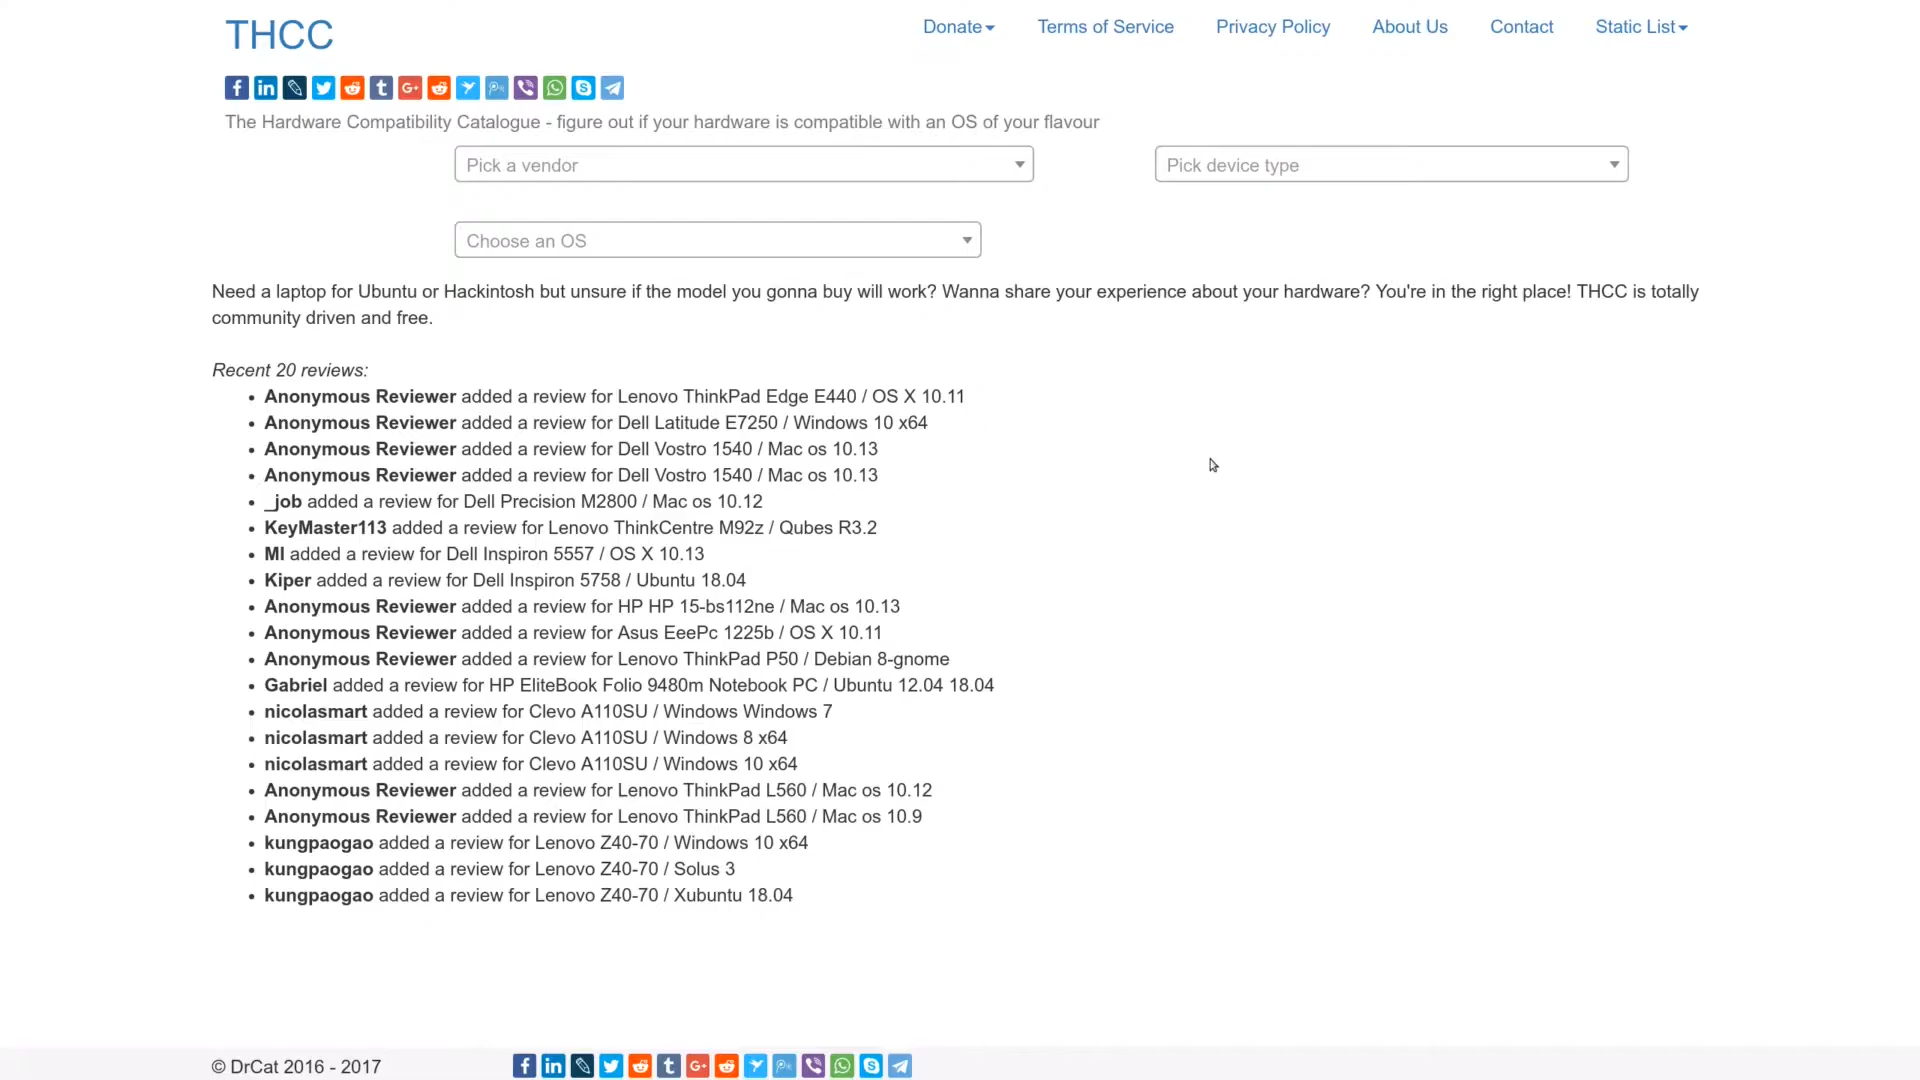 THCC
Donate
Terms of Service
Privacy Policy
About Us
Contact
Static List
The Hardware Compatibility Catalogue - figure out if your hardware is compatible with an OS of your flavour
Pick a vendor
Pick device type
Choose an OS
Need a laptop for Ubuntu or Hackintosh but unsure if the model you gonna buy will work? Wanna share your experience about your hardware? You're in the right place! THCC is totally
community driven and free.
Recent 20 reviews:
Anonymous Reviewer added a review for Lenovo ThinkPad Edge E440 / OS X 10.11
Anonymous Reviewer added a review for Dell Latitude E7250 / Windows 10 x64
Anonymous Reviewer added a review for Dell Vostro 1540 / Mac os 10.13
Anonymous Reviewer added a review for Dell Vostro 1540 / Mac os 10.13
_job added a review for Dell Precision M2800 / Mac os 10.12
KeyMaster113 added a review for Lenovo ThinkCentre M92z / Qubes R3.2
MI added a review for Dell Inspiron 5557 / OS X 10.13
Kiper added a review for Dell Inspiron 5758 / Ubuntu 18.04
Anonymous Reviewer added a review for HP HP 15-bs112ne / Mac os 10.13
Anonymous Reviewer added a review for Asus EeePc 1225b / OS X 10.11
Anonymous Reviewer added a review for Lenovo ThinkPad P50 / Debian 8-gnome
Gabriel added a review for HP EliteBook Folio 9480m Notebook PC / Ubuntu 12.04 18.04
nicolasmart added a review for Clevo A110SU / Windows Windows 7
nicolasmart added a review for Clevo A110SU / Windows 8 x64
nicolasmart added a review for Clevo A110SU / Windows 10 x64
Anonymous Reviewer added a review for Lenovo ThinkPad L560 / Mac os 10.12
Anonymous Reviewer added a review for Lenovo ThinkPad L560 / Mac os 10.9
kungpaogao added a review for Lenovo Z40-70 / Windows 10 x64
kungpaogao added a review for Lenovo Z40-70 / Solus 3
kungpaogao added a review for Lenovo Z40-70 / Xubuntu 18.04
© DrCat 2016 - 2017